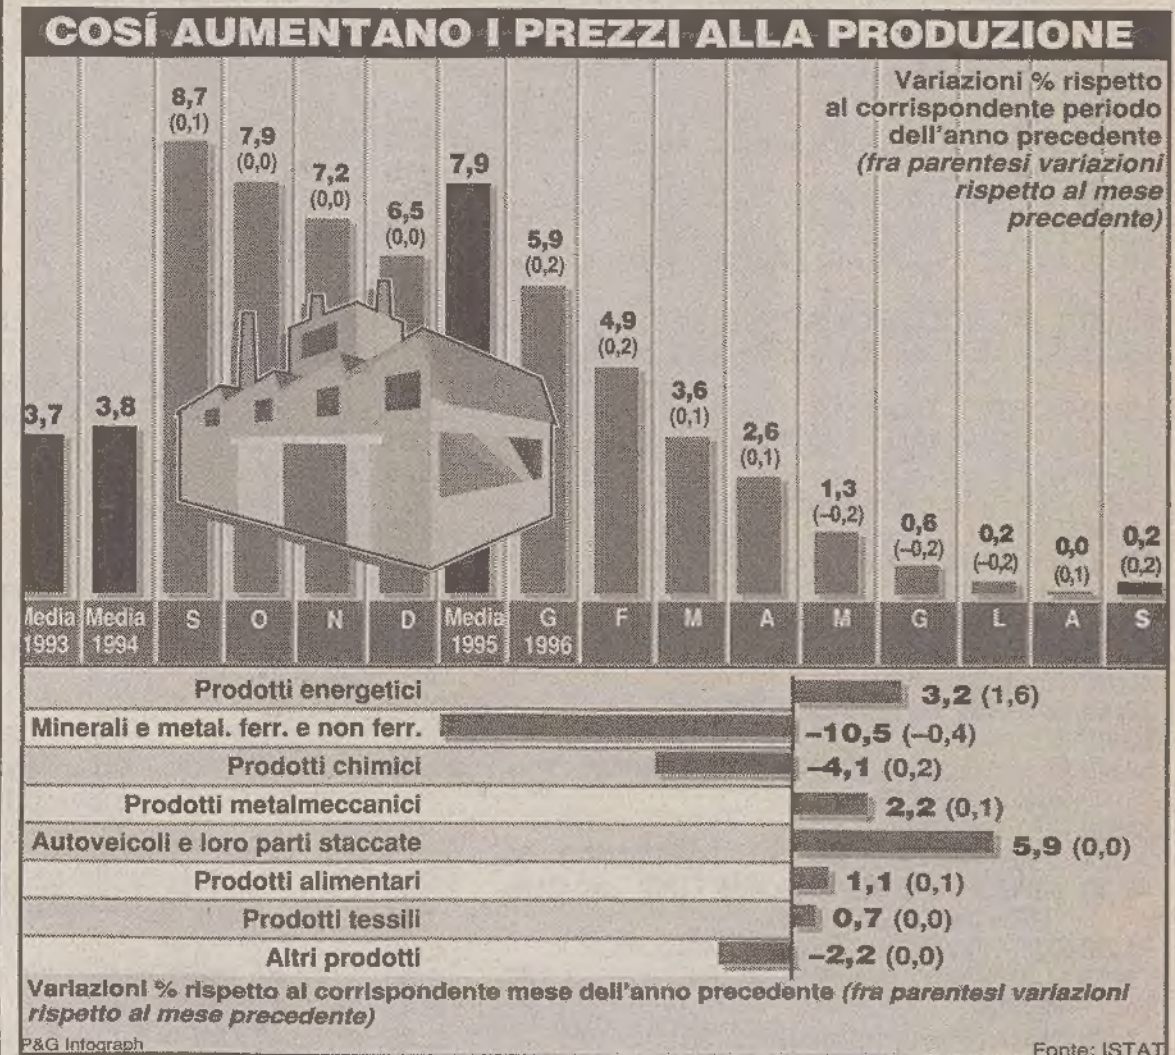 COSÍ AUMENTANO I PREZZI ALLA PRODUZIONE
Variazioni % rispetto
al corrispondente periodo
dell'anno precedente
(fra parentesi variazioni
rispetto al mese
precedente)
3,7
3,8
8,7
(0,1)
7,9
(0,0)
7,2
(0,0)
6,5
(0,0)
7,9
5,9
(0,2)
4,9
(0,2)
3,6
(0,1)
2,6
(0,1)
1,3
(–0,2)
0,6
(–0,2)
0,2
(–0,2)
0,0
(0,1)
0,2
(0,2)
Media Media S O N D Media G F M A M G L A S
1993 1994 1995 1996
Prodotti energetici 3,2 (1,6)
Minerali e metal. ferr. e non ferr. –10,5 (–0,4)
Prodotti chimici –4,1 (0,2)
Prodotti metalmeccanici 2,2 (0,1)
Autoveicoli e loro parti staccate 5,9 (0,0)
Prodotti alimentari 1,1 (0,1)
Prodotti tessili 0,7 (0,0)
Altri prodotti –2,2 (0,0)
Variazioni % rispetto al corrispondente mese dell'anno precedente (fra parentesi variazioni
rispetto al mese precedente)
P&G Infograph Fonte: ISTAT